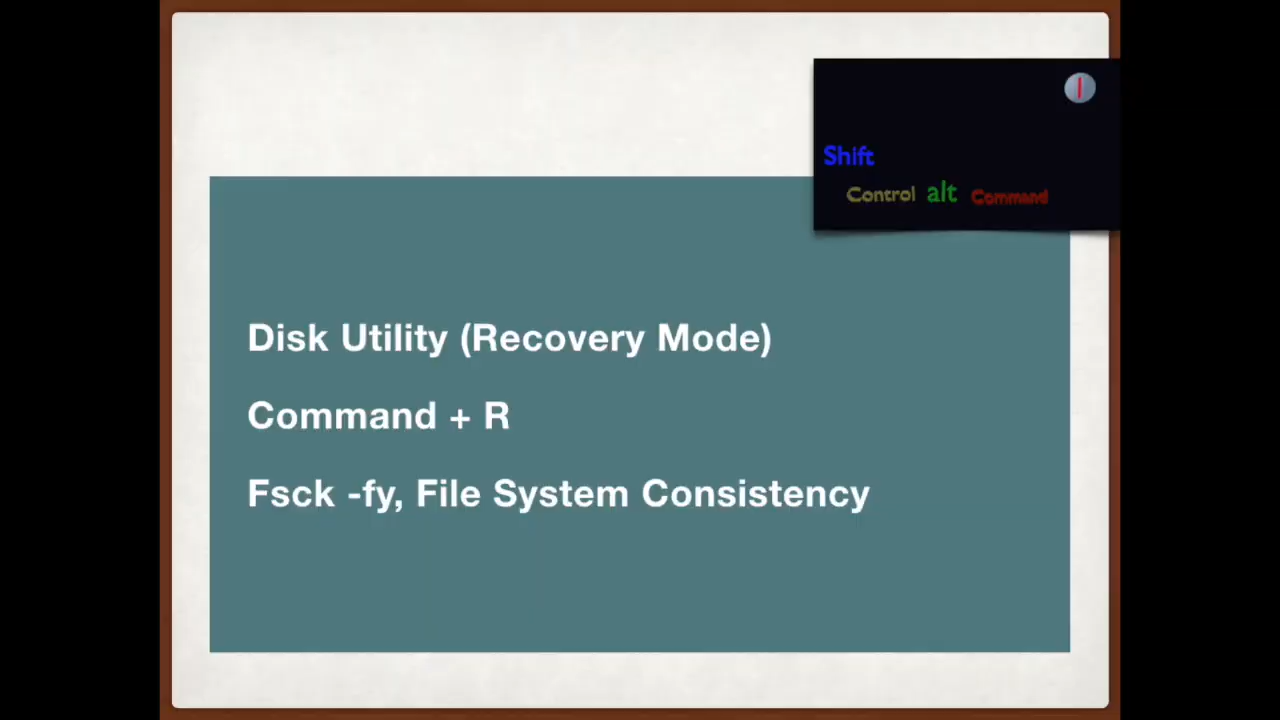 Shift
Control alt Command
Disk Utility (Recovery Mode)
Command + R
Fsck -fy, File System Consistency